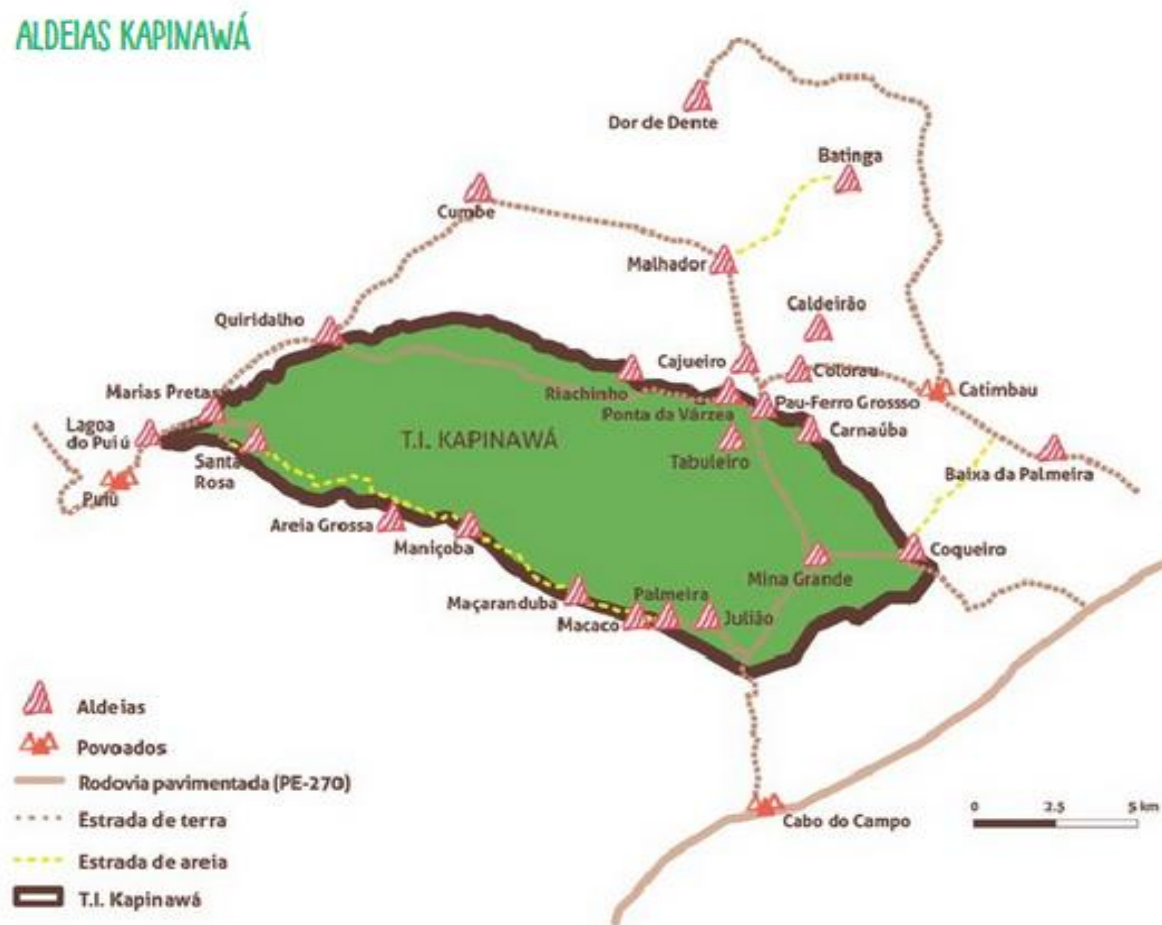 ALDEIAS KAPINAWÁ
Dor de Dente
Batinga
Cumbe
Malhador
Caldeirão
Quiridalho
Cajueiro
Colorau
Catimbau
Riachinho
Marias Pretas
Ponta da Várzea
Pau-Ferro Grossso
Lagoa
do Puiú
Carnaúba
T.I. KAPINAWÁ
Santa
Rosa
Tabuleiro
Baixa da Palmeira
Puiú
Areia Grossa
Maniçoba
Coqueiro
Mina Grande
Maçaranduba
Palmeira
Macaco
Julião
Aldeias
Povoados
Rodovia pavimentada (PE-270)
Estrada de terra
Estrada de areia
T.I. Kapinawá
Cabo do Campo
0 2.5 5 km